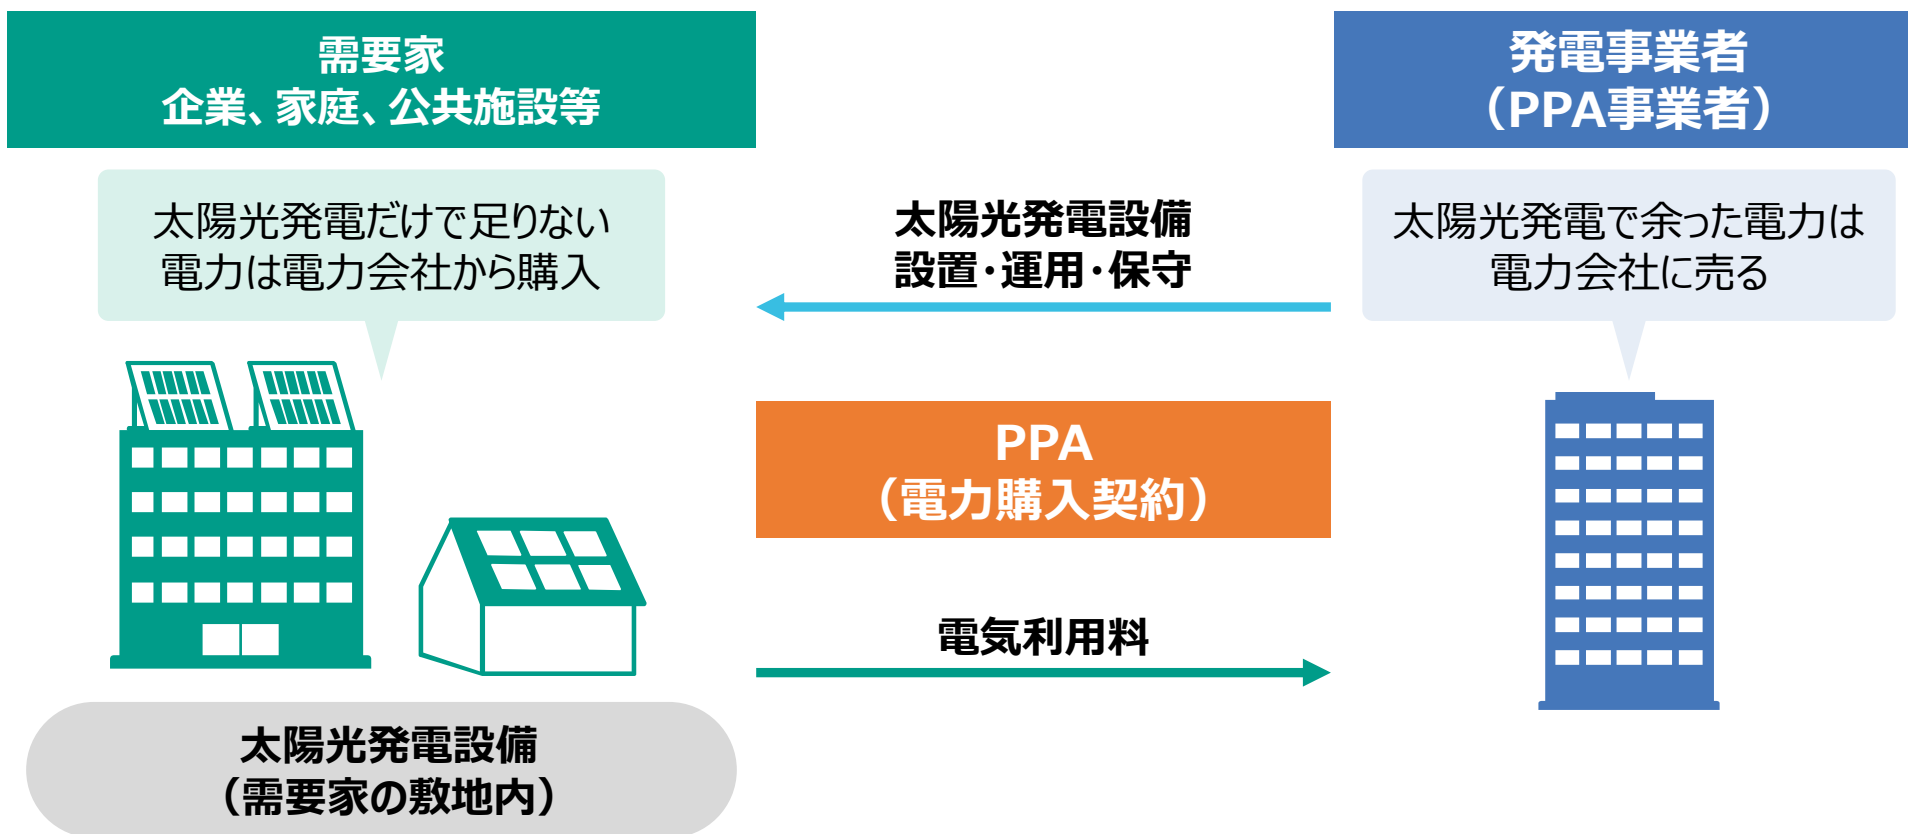 需要家
企業、家庭、公共施設等
発電事業者
（PPA事業者）
太陽光発電だけで足りない
電力は電力会社から購入
太陽光発電設備
設置・運用・保守
太陽光発電で余った電力は
電力会社に売る
PPA
（電力購入契約）
電気利用料
太陽光発電設備
（需要家の敷地内）